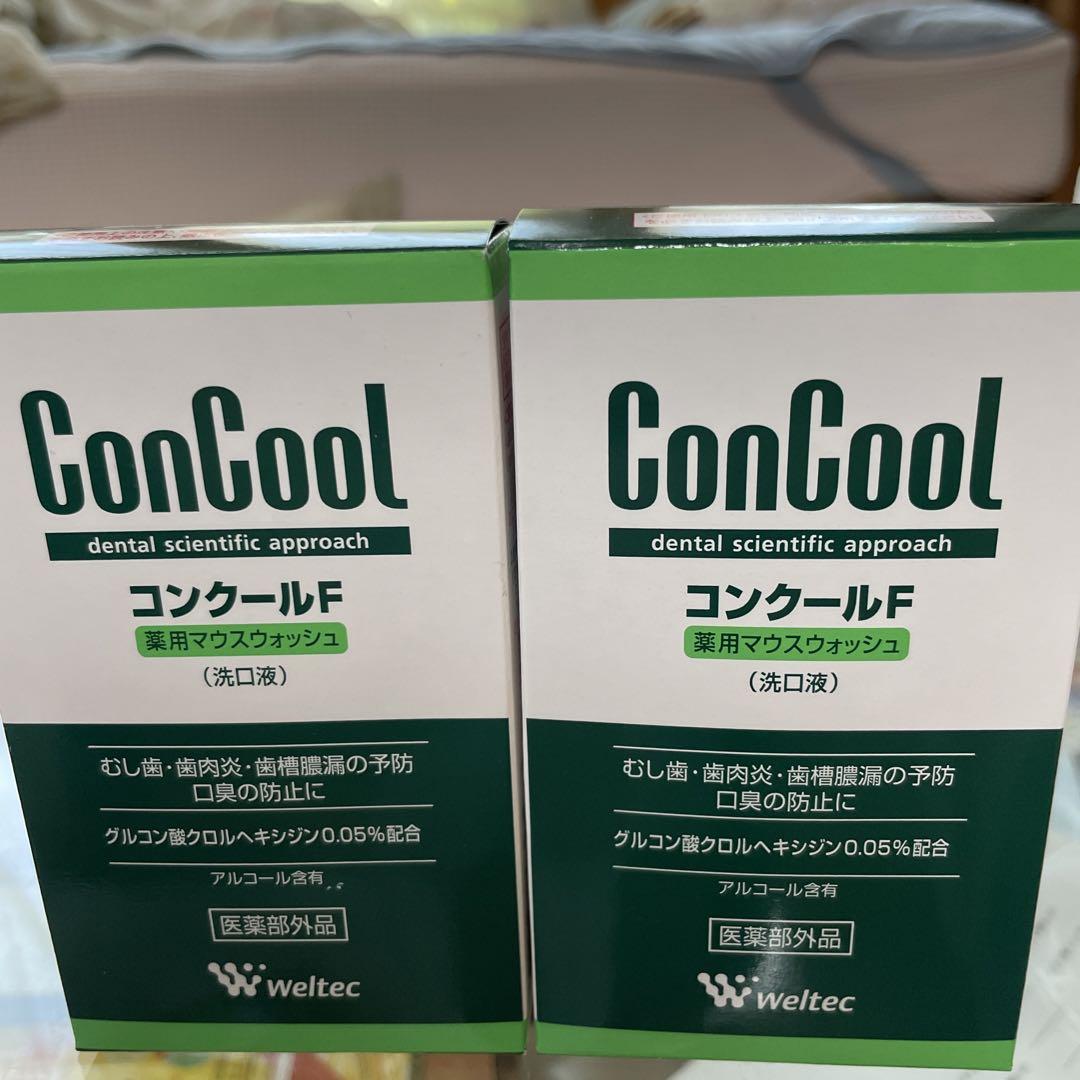 ConCool
dental scientific approach
コンクールF
薬用マウスウォッシュ
(洗口液)
むし歯・歯肉炎・歯槽膿漏の予防
口臭の防止に
グルコン酸クロルヘキシジン0.05%配合
アルコール含有
医薬部外品
weltec
ConCool
dental scientific approach
コンクールF
薬用マウスウォッシュ
(洗口液)
むし歯・歯肉炎・歯槽膿漏の予防
口臭の防止に
グルコン酸クロルヘキシジン0.05%配合
アルコール含有
医薬部外品
weltec